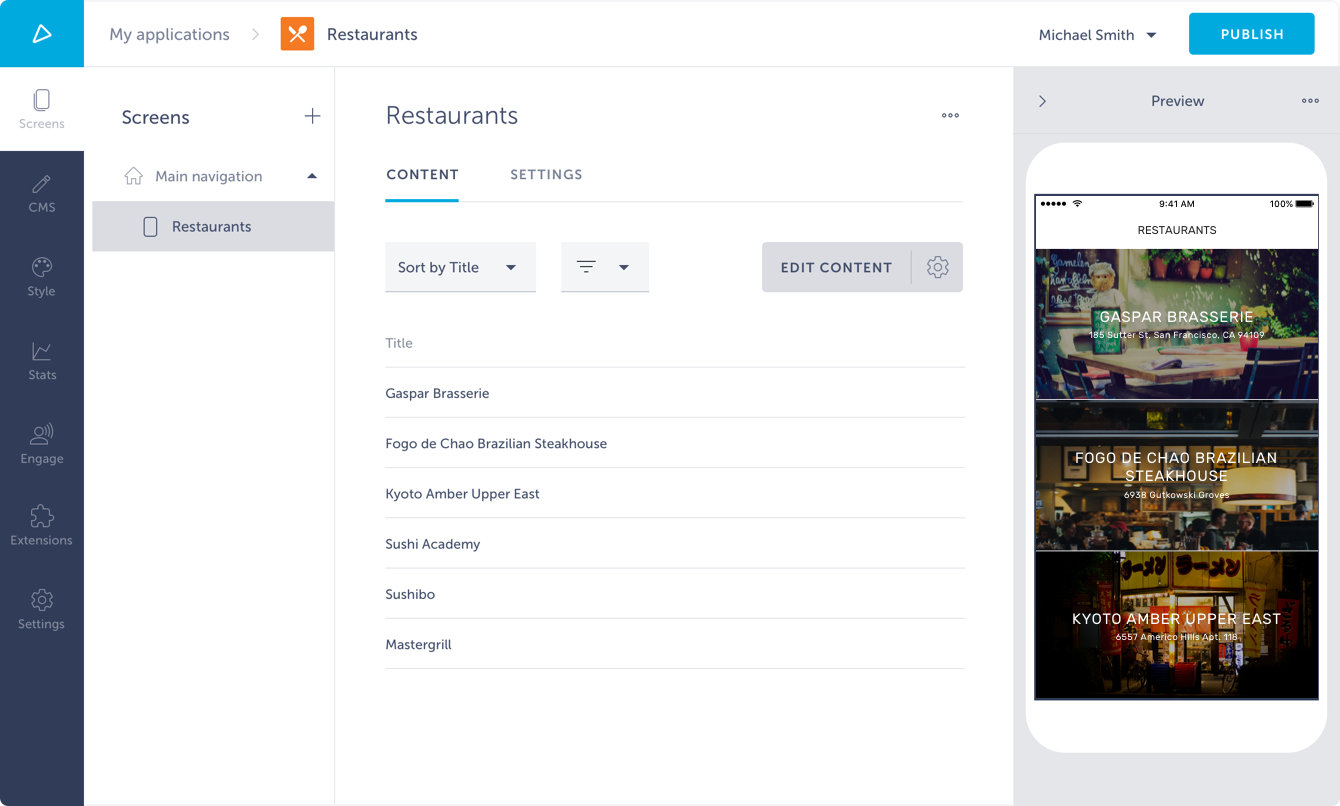 My applications
Restaurants
Michael Smith
PUBLISH
Screens
CMS
Style
Stats
Engage
Extensions
Settings
Screens
Main navigation
Restaurants
Restaurants
CONTENT
SETTINGS
Sort by Title
EDIT CONTENT
Title
Gaspar Brasserie
Fogo de Chao Brazilian Steakhouse
Kyoto Amber Upper East
Sushi Academy
Sushibo
Mastergrill
Preview
9:41 AM
100%
RESTAURANTS
GASPAR BRASSERIE
185 Sutter St, San Francisco, CA 94109
FOGO DE CHAO BRAZILIAN
STEAKHOUSE
6938 Gutkowski Groves
KYOTO AMBER UPPER EAST
6557 Americo Hills Apt. 118